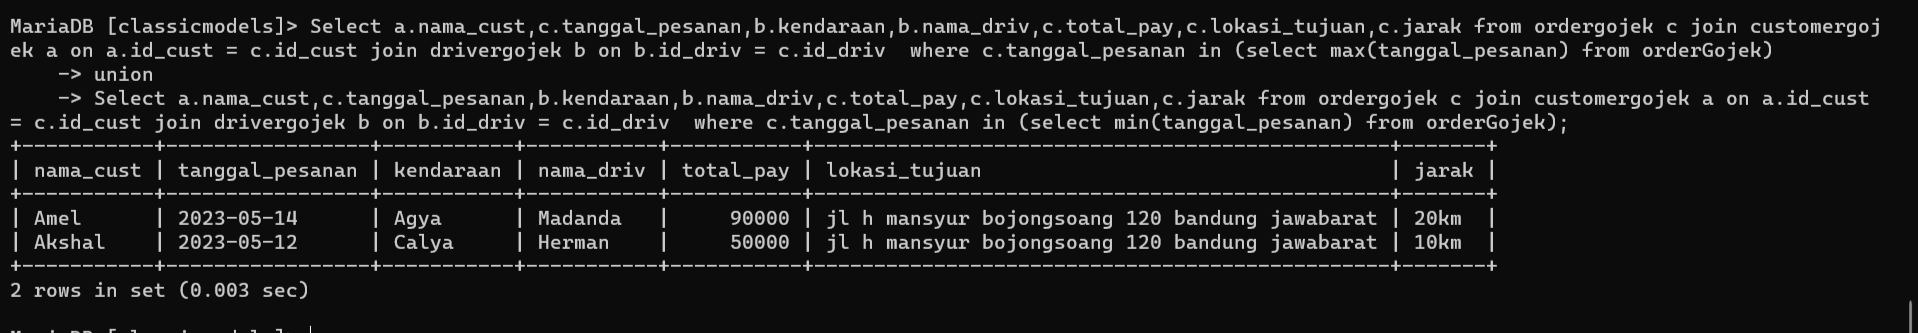 MariaDB [classicmodels]> Select a.nama_cust,c.tanggal_pesanan,b.kendaraan,b.nama_driv,c.total_pay,c.lokasi_tujuan,c.jarak from ordergojek c join customergoj
ek a on a.id_cust = c.id_cust join drivergojek b on b.id_driv = c.id_driv  where c.tanggal_pesanan in (select max(tanggal_pesanan) from orderGojek)
    -> union
    -> Select a.nama_cust,c.tanggal_pesanan,b.kendaraan,b.nama_driv,c.total_pay,c.lokasi_tujuan,c.jarak from ordergojek c join customergojek a on a.id_cust
= c.id_cust join drivergojek b on b.id_driv = c.id_driv  where c.tanggal_pesanan in (select min(tanggal_pesanan) from orderGojek);
+-----------+-----------------+-----------+-----------+-----------+------------------------------------------------+-------+
| nama_cust | tanggal_pesanan | kendaraan | nama_driv | total_pay | lokasi_tujuan                                  | jarak |
+-----------+-----------------+-----------+-----------+-----------+------------------------------------------------+-------+
| Amel      | 2023-05-14      | Agya      | Madanda   |     90000 | jl h mansyur bojongsoang 120 bandung jawabarat | 20km  |
| Akshal    | 2023-05-12      | Calya     | Herman    |     50000 | jl h mansyur bojongsoang 120 bandung jawabarat | 10km  |
+-----------+-----------------+-----------+-----------+-----------+------------------------------------------------+-------+
2 rows in set (0.003 sec)